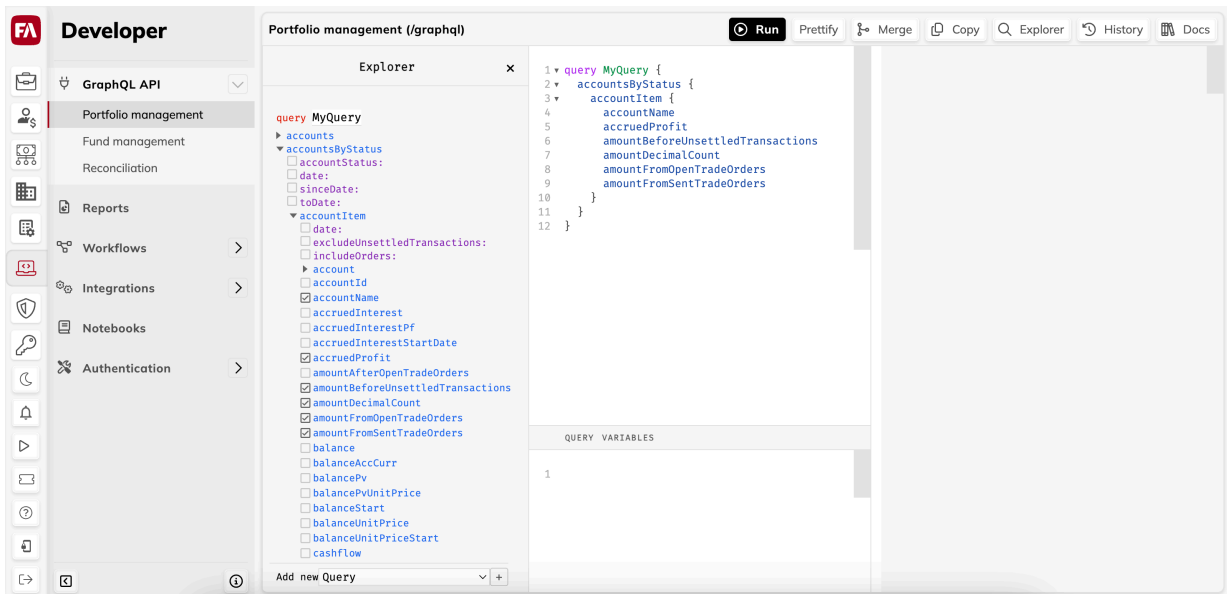 FA
Developer
GraphQL API
Portfolio management
Fund management
Reconciliation
Reports
Workflows
Integrations
Notebooks
Authentication
Portfolio management (/graphql)
Run
Prettify
Merge
Copy
Explorer
History
Docs
Explorer
query MyQuery
accounts
accountsByStatus
accountStatus:
date:
sinceDate:
toDate:
accountItem
date:
excludeUnsettledTransactions:
includeOrders:
account
accountId
accountName
accruedInterest
accruedInterestPf
accruedInterestStartDate
accruedProfit
amountAfterOpenTradeOrders
amountBeforeUnsettledTransactions
amountDecimalCount
amountFromOpenTradeOrders
amountFromSentTradeOrders
balance
balanceAccCurr
balancePv
balancePvUnitPrice
balanceStart
balanceUnitPrice
balanceUnitPriceStart
cashflow
Add new Query +
1 query MyQuery {
2 accountsByStatus {
3 accountItem {
4 accountName
5 accruedProfit
6 amountBeforeUnsettledTransactions
7 amountDecimalCount
8 amountFromOpenTradeOrders
9 amountFromSentTradeOrders
10 }
11 }
12 }
QUERY VARIABLES
1